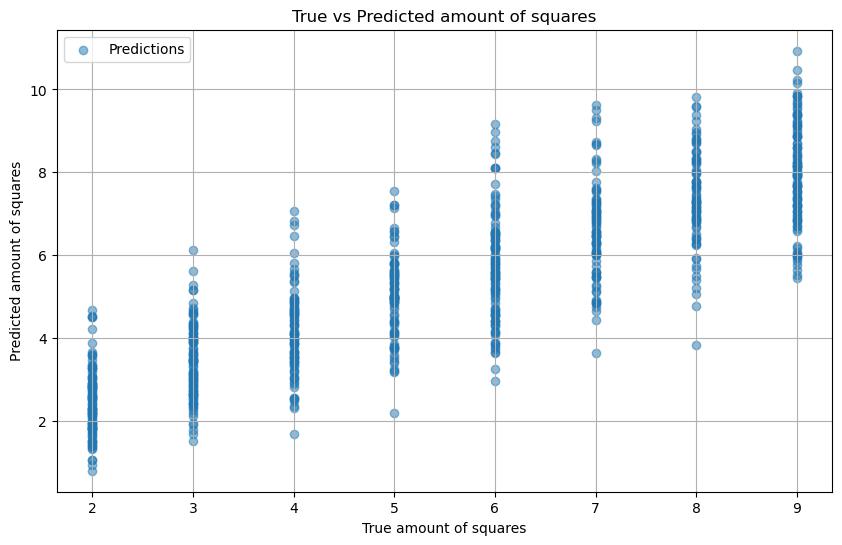 True vs Predicted amount of squares
Predictions
Predicted amount of squares
10
8
6
4
2
2 3 4 5 6 7 8 9
True amount of squares